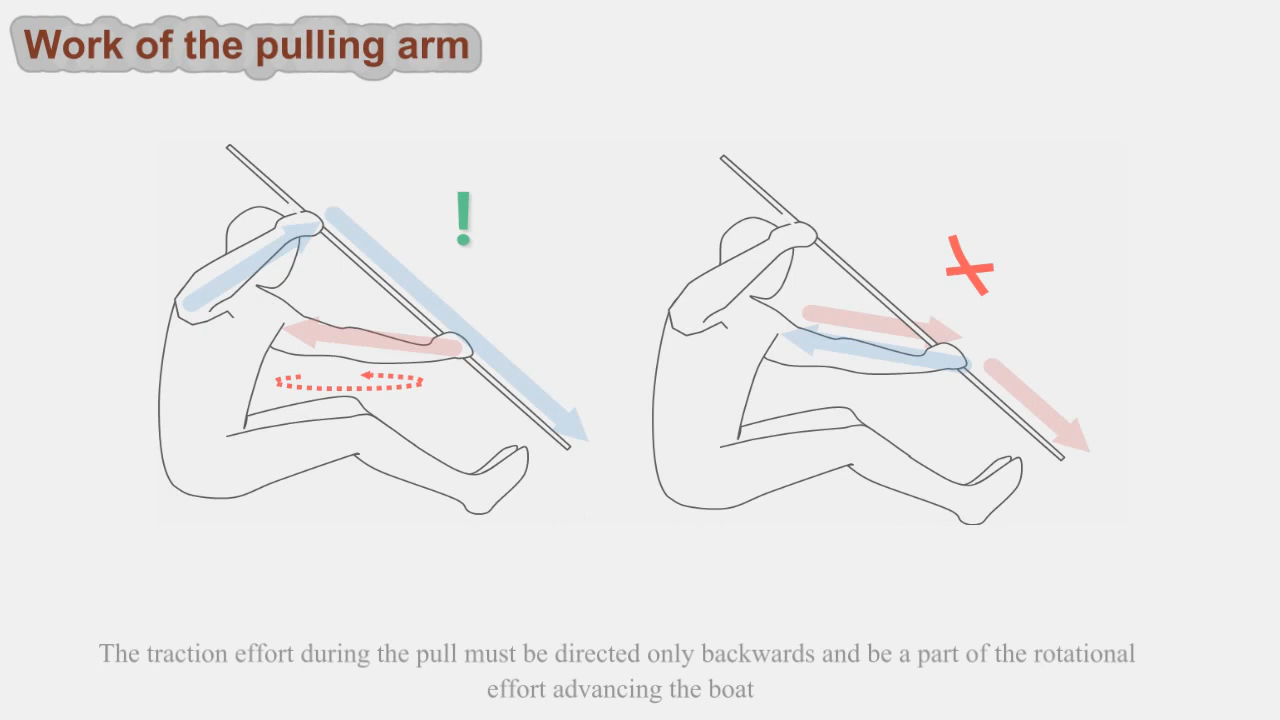 Work of the pulling arm
!
The traction effort during the pull must be directed only backwards and be a part of the rotational
effort advancing the boat